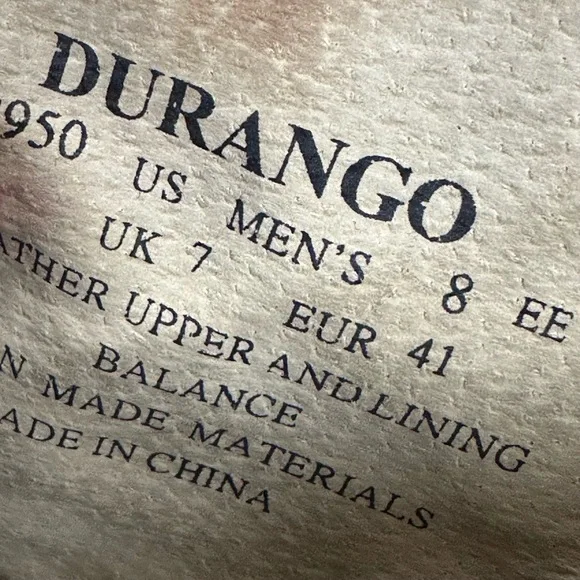 DURANGO
950 US MEN'S 8 EE
UK 7 EUR 41
ATHER UPPER AND LINING
BALANCE
N MADE MATERIALS
ADE IN CHINA